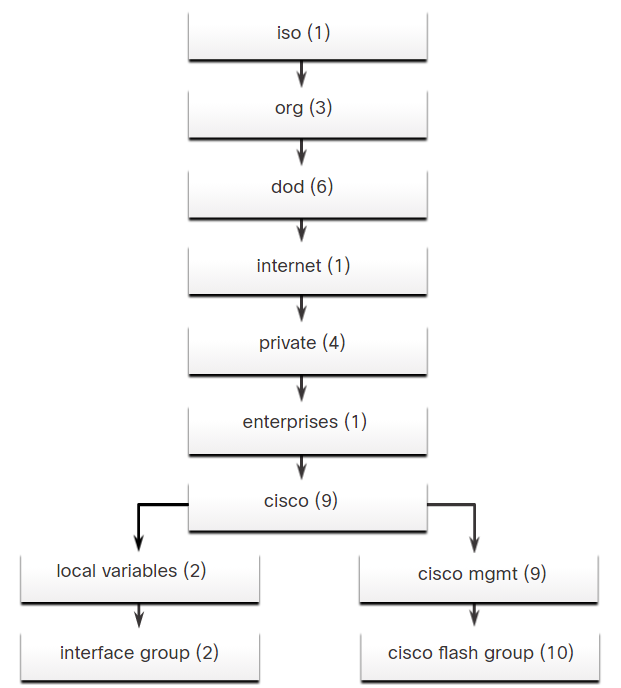 iso (1)
org (3)
dod (6)
internet (1)
private (4)
enterprises (1)
cisco (9)
local variables (2)
cisco mgmt (9)
interface group (2)
cisco flash group (10)